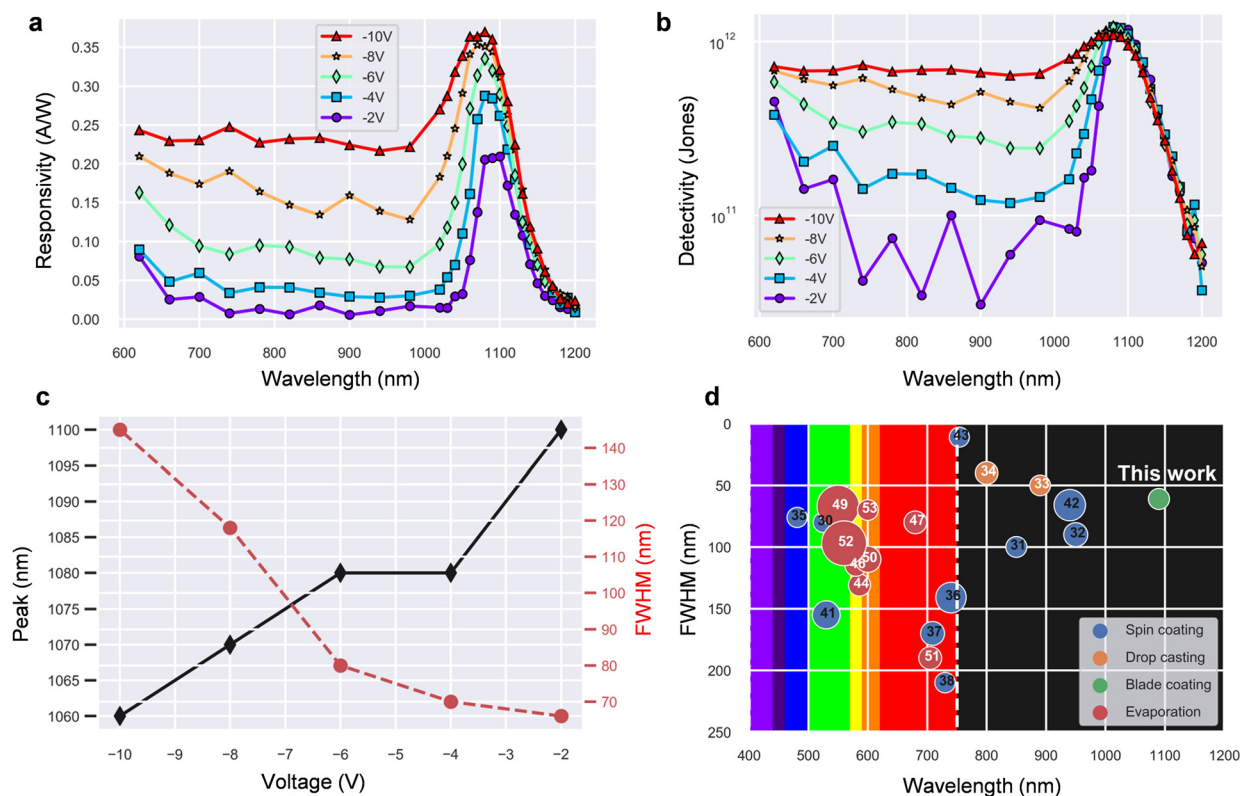 a
Responsivity (A/W)
0.35
0.30
0.25
0.20
0.15
0.10
0.05
0.00
-10V
-8V
-6V
-4V
-2V
600 700 800 900 1000 1100 1200
Wavelength (nm)
b
Detectivity (Jones)
10¹²
10¹¹
-10V
-8V
-6V
-4V
-2V
600 700 800 900 1000 1100 1200
Wavelength (nm)
c
Peak (nm)
1100
1095
1090
1085
1080
1075
1070
1065
1060
140
130
120
110
100
90
80
70
FWHM (nm)
−10 −9 −8 −7 −6 −5 −4 −3 −2
Voltage (V)
d
FWHM (nm)
0
50
100
150
200
250
43
34
This work
33
49
42
35
30
53
47
32
52
31
50
46
44
36
41
37
51
38
Spin coating
Drop casting
Blade coating
Evaporation
400 500 600 700 800 900 1000 1100 1200
Wavelength (nm)